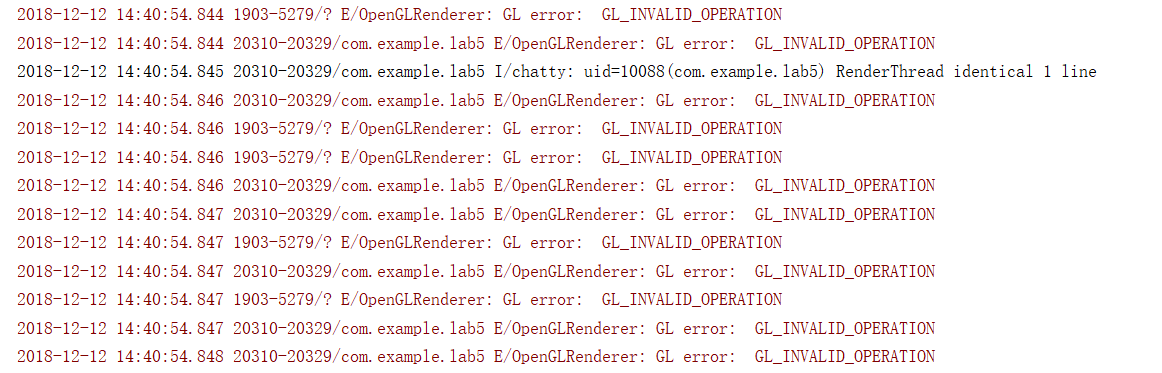 2018-12-12 14:40:54.844 1903-5279/? E/OpenGLRenderer: GL error:  GL_INVALID_OPERATION
2018-12-12 14:40:54.844 20310-20329/com.example.lab5 E/OpenGLRenderer: GL error:  GL_INVALID_OPERATION
2018-12-12 14:40:54.845 20310-20329/com.example.lab5 I/chatty: uid=10088(com.example.lab5) RenderThread identical 1 line
2018-12-12 14:40:54.846 20310-20329/com.example.lab5 E/OpenGLRenderer: GL error:  GL_INVALID_OPERATION
2018-12-12 14:40:54.846 1903-5279/? E/OpenGLRenderer: GL error:  GL_INVALID_OPERATION
2018-12-12 14:40:54.846 1903-5279/? E/OpenGLRenderer: GL error:  GL_INVALID_OPERATION
2018-12-12 14:40:54.846 20310-20329/com.example.lab5 E/OpenGLRenderer: GL error:  GL_INVALID_OPERATION
2018-12-12 14:40:54.847 20310-20329/com.example.lab5 E/OpenGLRenderer: GL error:  GL_INVALID_OPERATION
2018-12-12 14:40:54.847 1903-5279/? E/OpenGLRenderer: GL error:  GL_INVALID_OPERATION
2018-12-12 14:40:54.847 20310-20329/com.example.lab5 E/OpenGLRenderer: GL error:  GL_INVALID_OPERATION
2018-12-12 14:40:54.847 1903-5279/? E/OpenGLRenderer: GL error:  GL_INVALID_OPERATION
2018-12-12 14:40:54.847 20310-20329/com.example.lab5 E/OpenGLRenderer: GL error:  GL_INVALID_OPERATION
2018-12-12 14:40:54.848 20310-20329/com.example.lab5 E/OpenGLRenderer: GL error:  GL_INVALID_OPERATION